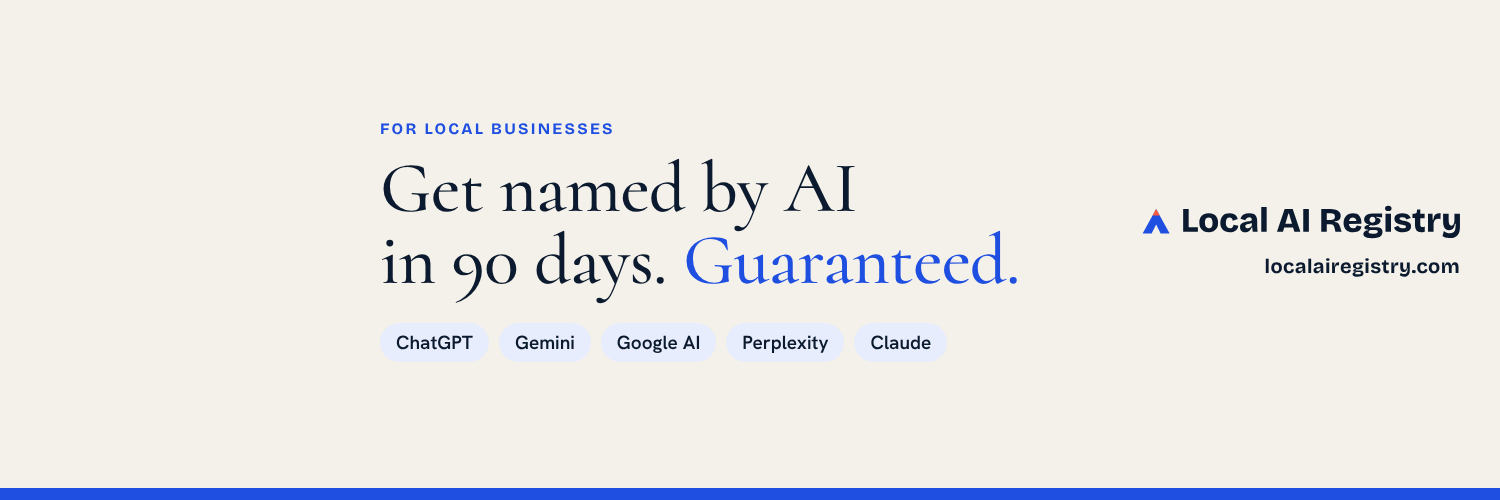 FOR LOCAL BUSINESSES
Get named by AI
in 90 days. Guaranteed.
ChatGPT Gemini Google AI Perplexity Claude
Local AI Registry
localairegistry.com